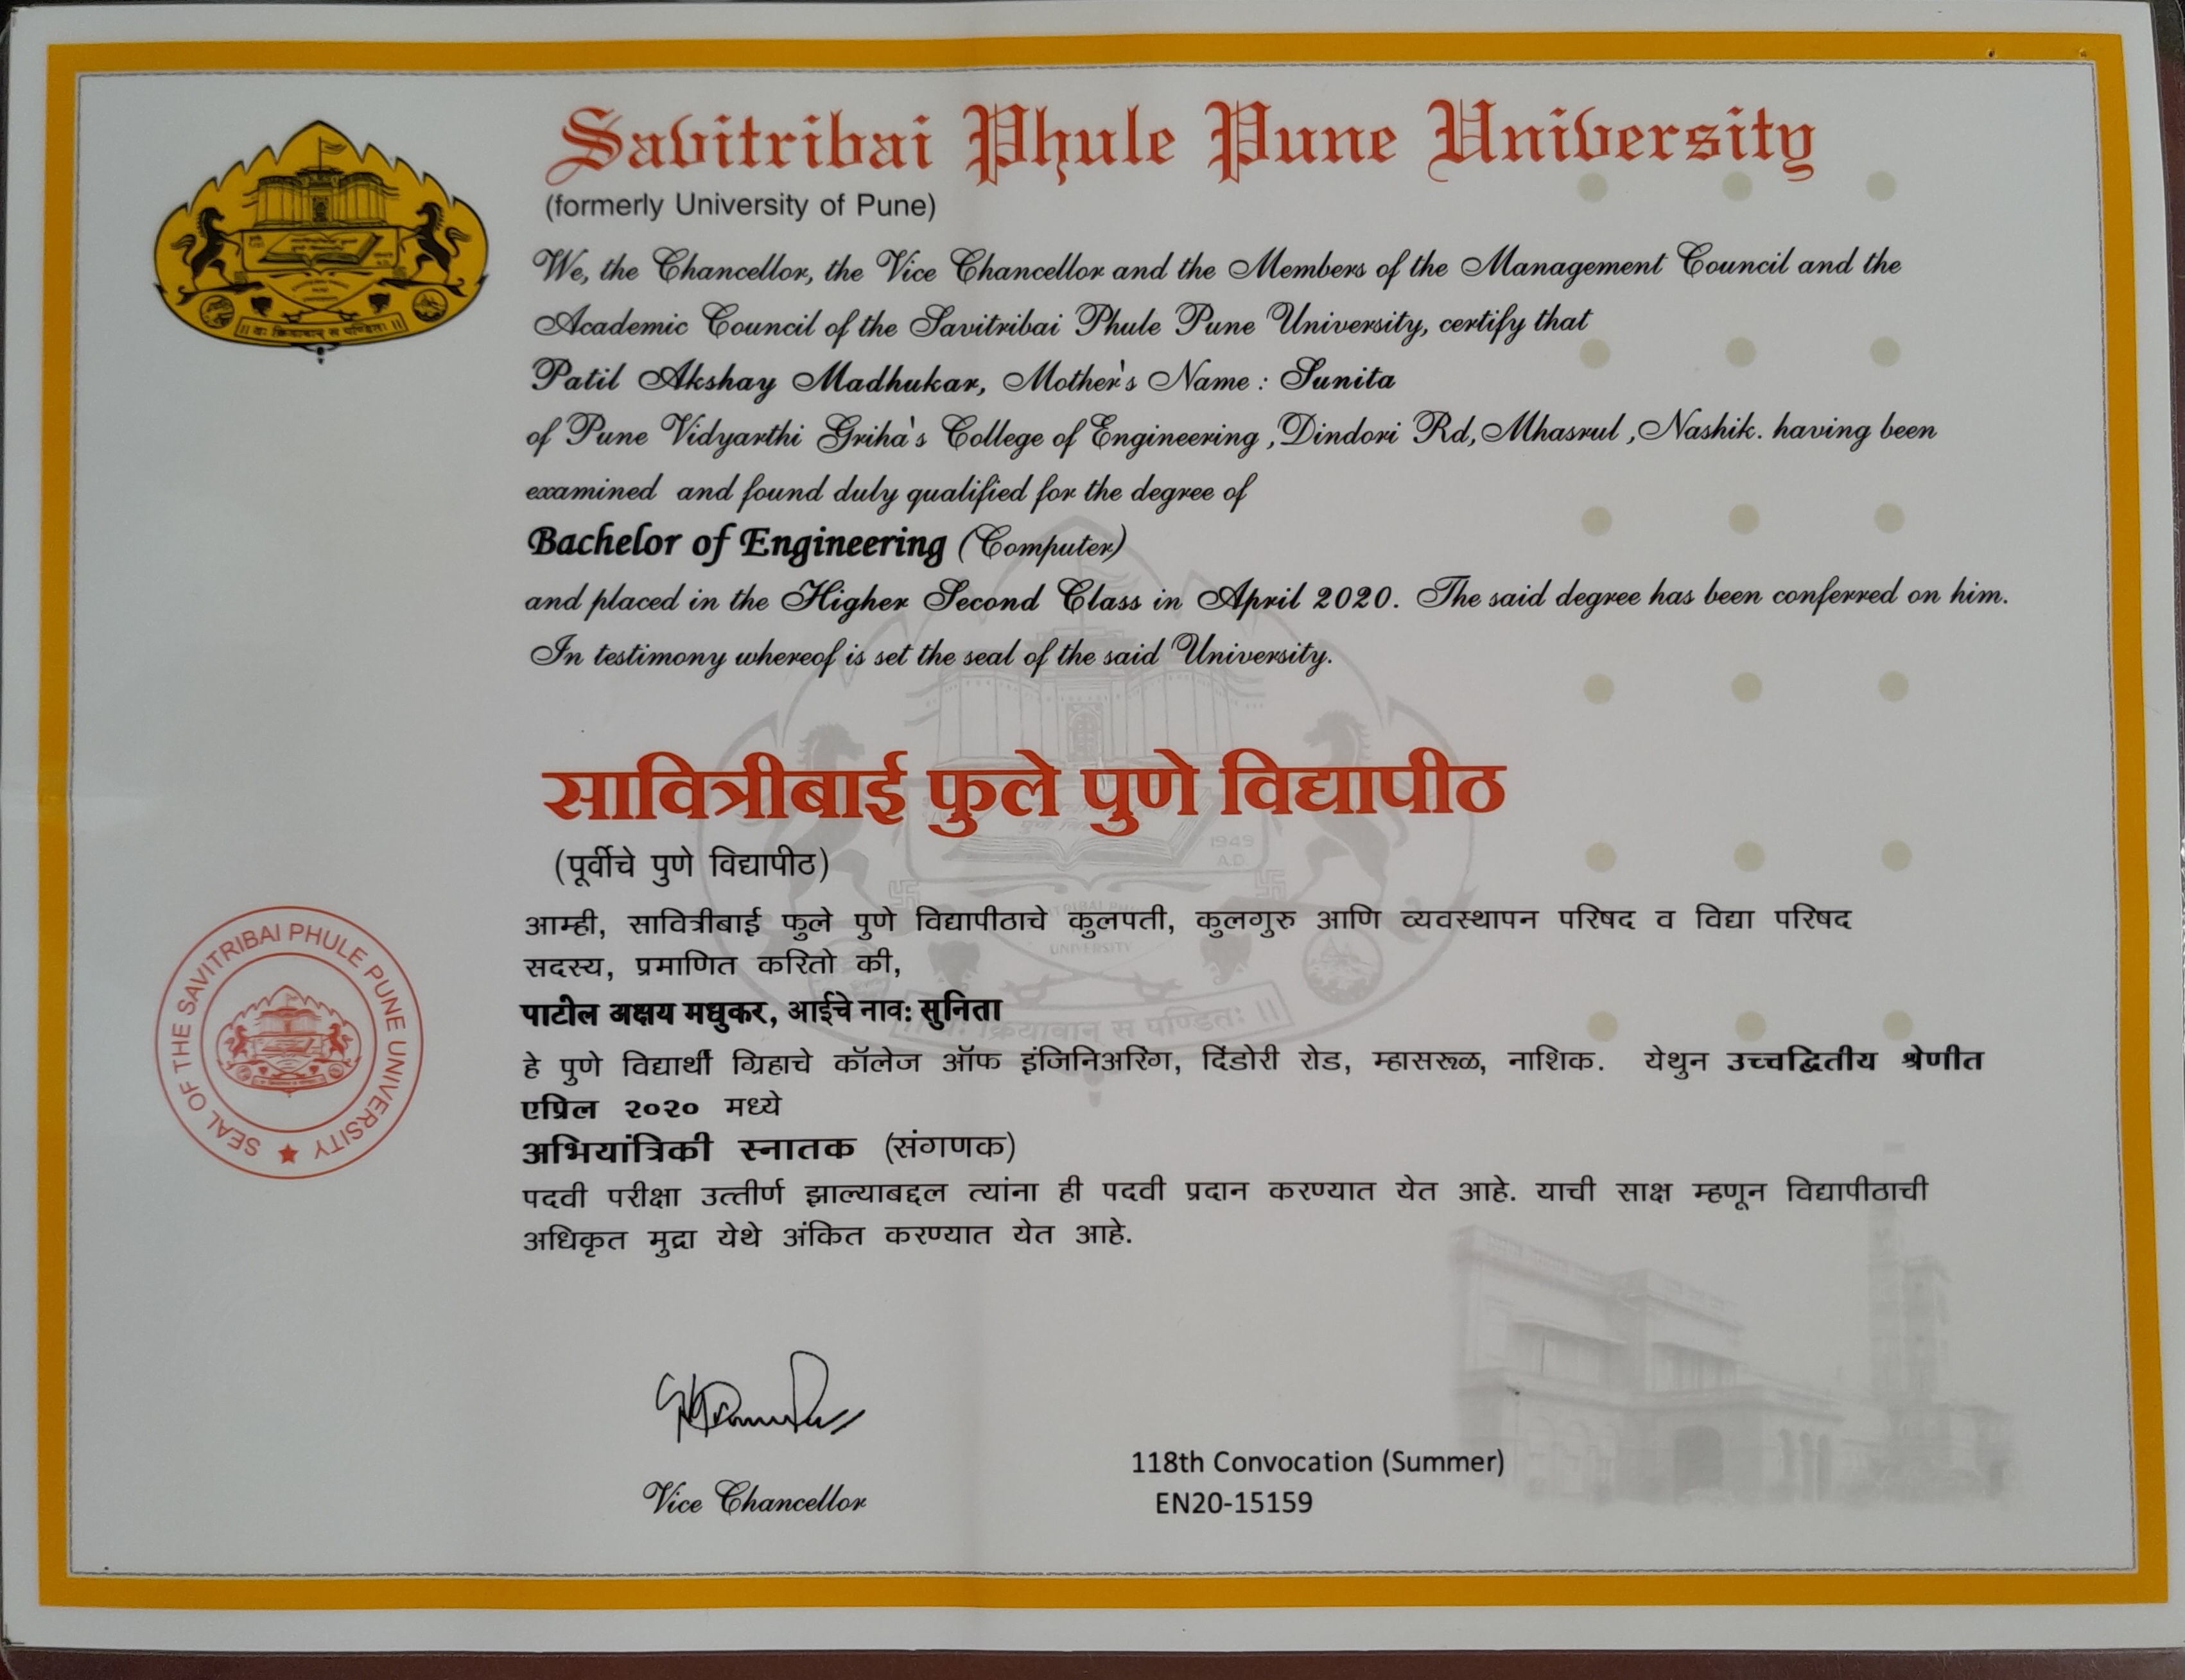 Savitribai Phule Pune University
(formerly University of Pune)
We, the Chancellor, the Vice Chancellor and the Members of the Management Council and the
Academic Council of the Savitribai Phule Pune University, certify that
Patil Akshay Madhukar, Mother's Name : Sunita
of Pune Vidyarthi Griha's College of Engineering ,Dindori Rd, Mhasrul ,Nashik. having been
examined and found duly qualified for the degree of
Bachelor of Engineering (Computer)
and placed in the Higher Second Class in April 2020. The said degree has been conferred on him.
In testimony whereof is set the seal of the said University.
|| यः क्रियावान् स पण्डितः ||
सावित्रीबाई फुले पुणे विद्यापीठ
(पूर्वीचे पुणे विद्यापीठ)
आम्ही, सावित्रीबाई फुले पुणे विद्यापीठाचे कुलपती, कुलगुरु आणि व्यवस्थापन परिषद व विद्या परिषद
सदस्य, प्रमाणित करितो की,
पाटील अक्षय मधुकर, आईचे नाव: सुनिता
हे पुणे विद्यार्थी ग्रिहाचे कॉलेज ऑफ इंजिनिअरिंग, दिंडोरी रोड, म्हासरूळ, नाशिक. येथुन उच्चद्वितीय श्रेणीत
एप्रिल २०२० मध्ये
अभियांत्रिकी स्नातक (संगणक)
पदवी परीक्षा उत्तीर्ण झाल्याबद्दल त्यांना ही पदवी प्रदान करण्यात येत आहे. याची साक्ष म्हणून विद्यापीठाची
अधिकृत मुद्रा येथे अंकित करण्यात येत आहे.
1949
A.D
UNIVERSITY
क्रियावान् स पण्डितः ||
SEAL OF THE SAVITRIBAI PHULE PUNE UNIVERSITY
Vice Chancellor
118th Convocation (Summer)
EN20-15159